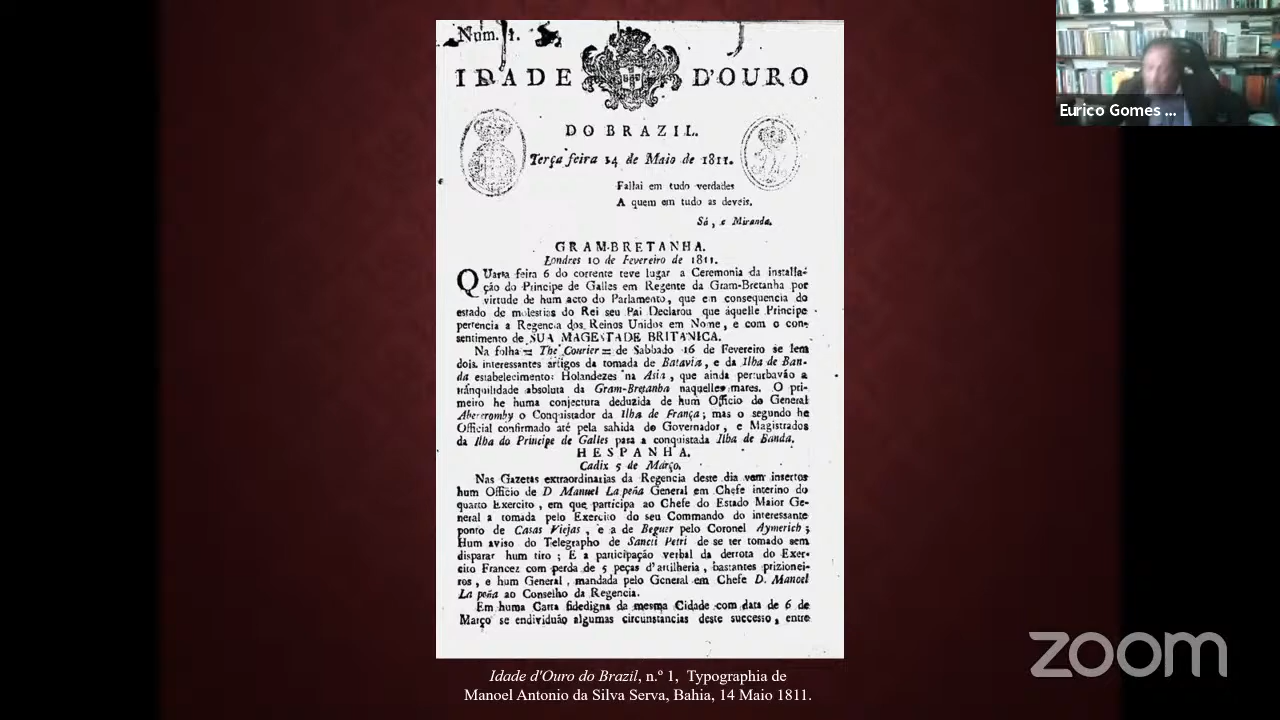 Num. 1.
IDADE D'OURO
DO BRAZIL.
Terça feira 14 de Maio de 1811.
Fallai em tudo verdades
A quem em tudo as deveis.
Sá, e Miranda.
GRAM-BRETANHA.
Londres 10 de Fevereiro de 1811.
QUarta feira 6 do corrente teve lugar a Ceremonia da installa-
ção do Principe de Galles em Regente da Gram-Bretanha por
virtude de hum acto do Parlamento, que em consequencia do
estado de molestias do Rei seu Pai Declarou que áquelle Principe
pertencia a Regencia dos Reinos Unidos em Nome, e com o con-
sentimento de SUA MAGESTADE BRITANICA.
Na folha = The Courier = de Sabbado 16 de Fevereiro se lem
dois interessantes artigos da tomada de Batavia, e da Ilha de Ban-
da estabelecimento: Holandezes na Asia, que ainda perturbavão a
tranquilidade absoluta da Gram-Bretanha naquelles mares. O pri-
meiro he huma conjectura deduzida de hum Officio do General
Abercromby o Conquistador da Ilha de França; mas o segundo he
Official confirmado até pela sahida do Governador, e Magistrados
da Ilha do Principe de Galles para a conquistada Ilha de Banda.
HESPANHA.
Cadix 5 de Março.
Nas Gazetas extraordinarias da Regencia deste dia vem insertos
hum Officio de D Manuel La peña General em Chefe interino do
quarto Exercito, em que participa ao Chefe do Estado Maior Ge-
neral a tomada pelo Exercito do seu Commando do interessante
ponto de Casas Viejas, e a de Beguer pelo Coronel Aymerich;
Hum aviso do Telegrapho de Sancti Petri de se ter tomado sem
disparar hum tiro; E a participação verbal da derrota do Exer-
cito Francez com perda de 5 peças d'artilheria, bastantes prizionei-
ros, e hum General, mandada pelo General em Chefe D. Manoel
La peña ao Conselho da Regencia.
Em huma Carta fidedigna da mesma Cidade com data de 6 de
Março se endividuão algumas circunstancias deste successo, entre
Idade d'Ouro do Brazil, n.º 1, Typographia de
Manoel Antonio da Silva Serva, Bahia, 14 Maio 1811.
Eurico Gomes ...
zoom